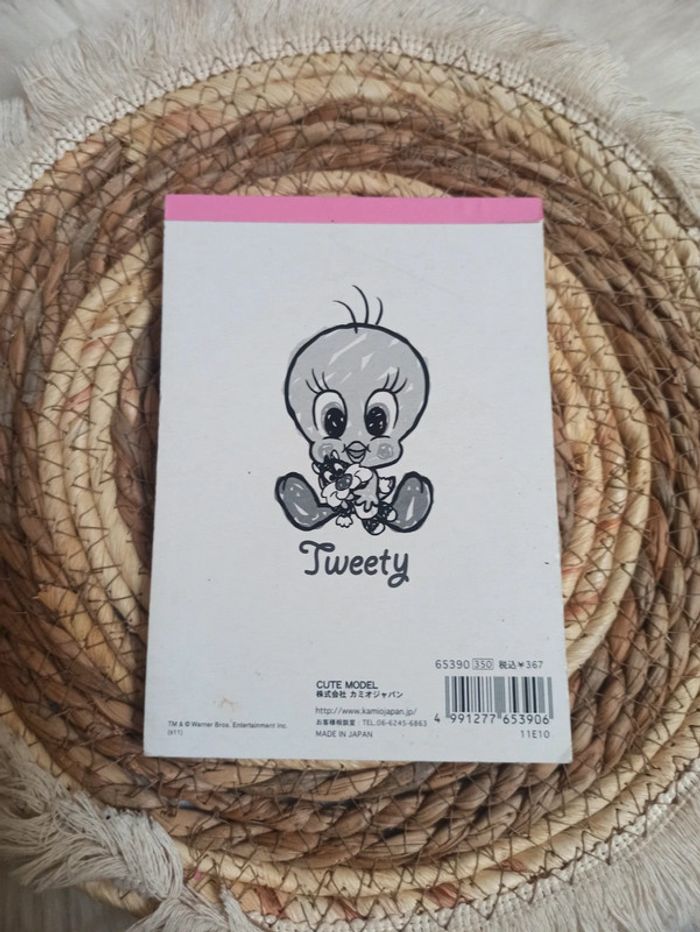 Tweety
65390 350 税込¥367
CUTE MODEL
株式会社 カミオジャパン
http://www.kamiojapan.jp/
お客様相談室：TEL.06-6245-6863
MADE IN JAPAN
4 991277 653906
11E10
TM & © Warner Bros. Entertainment Inc.
(s11)